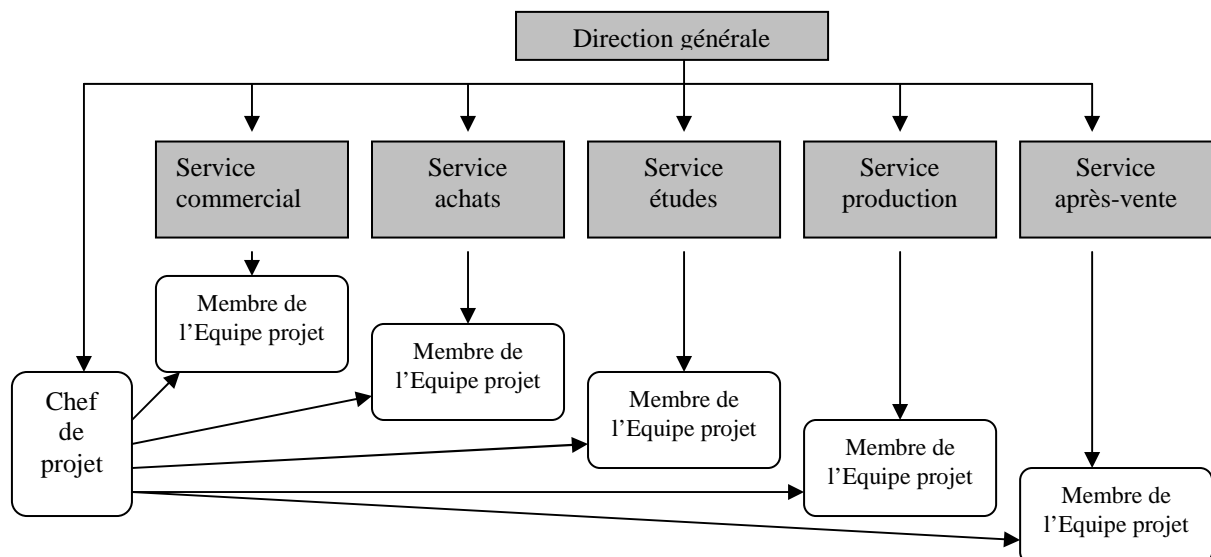 Direction générale
Service
commercial
Service
achats
Service
études
Service
production
Service
après-vente
Membre de
l’Equipe projet
Membre de
l’Equipe projet
Chef
de
projet
Membre de
l’Equipe projet
Membre de
l’Equipe projet
Membre de
l’Equipe projet